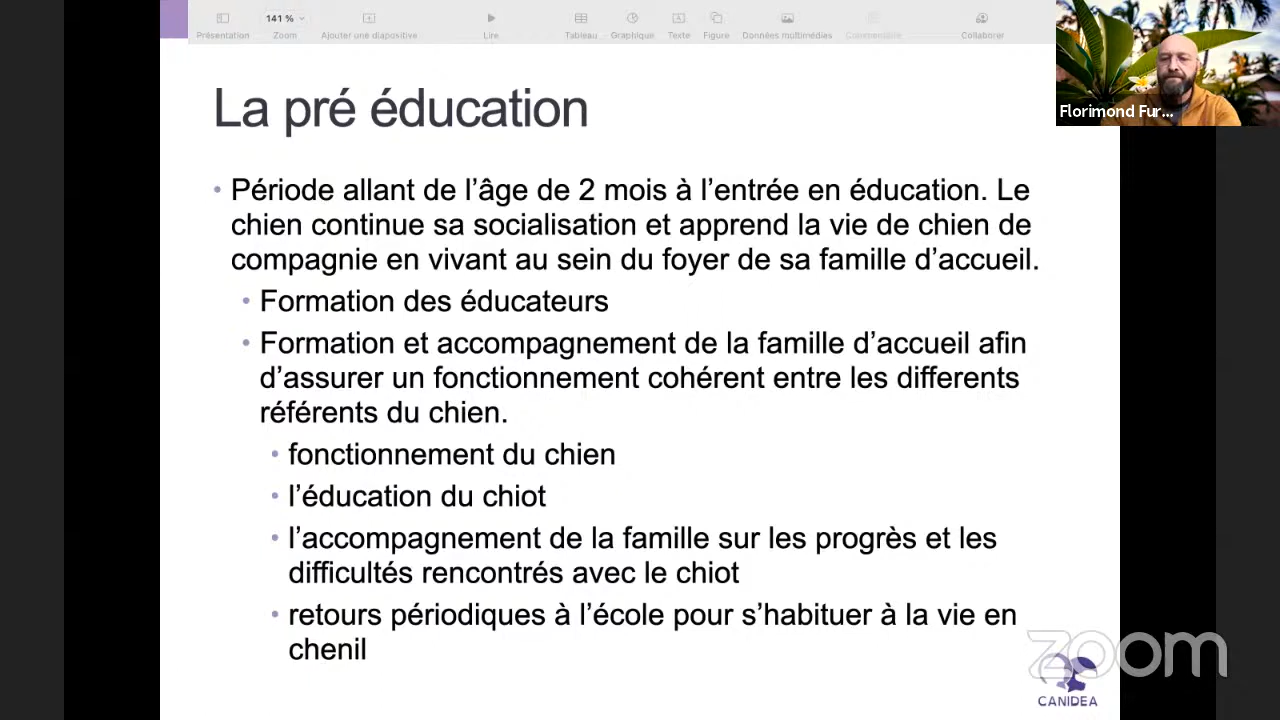 Présentation
141 %
Zoom
Ajouter une diapositive
Lire
Tableau
Graphique
Texte
Figure
Données multimédias
Commentaire
Collaborer
Florimond Fur...
La pré éducation
• Période allant de l’âge de 2 mois à l’entrée en éducation. Le
chien continue sa socialisation et apprend la vie de chien de
compagnie en vivant au sein du foyer de sa famille d’accueil.
• Formation des éducateurs
• Formation et accompagnement de la famille d’accueil afin
d’assurer un fonctionnement cohérent entre les differents
référents du chien.
• fonctionnement du chien
• l’éducation du chiot
• l’accompagnement de la famille sur les progrès et les
difficultés rencontrés avec le chiot
• retours périodiques à l’école pour s’habituer à la vie en
chenil
zoom
CANIDEA